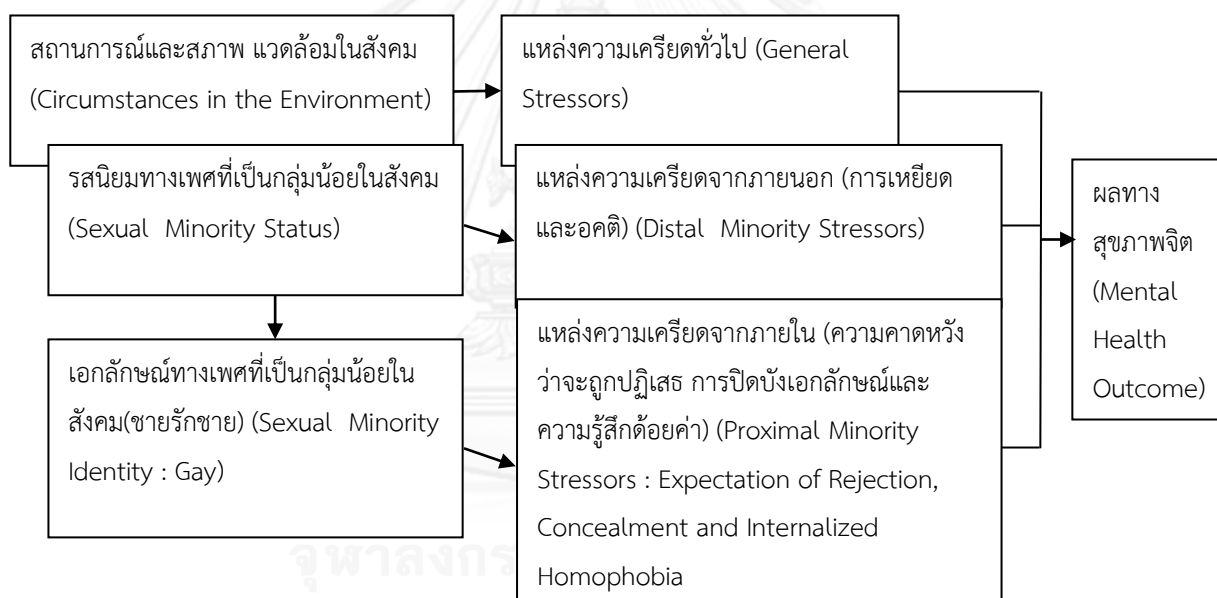 สถานการณ์และสภาพ แวดล้อมในสังคม
(Circumstances in the Environment)
แหล่งความเครียดทั่วไป (General
Stressors)
รสนิยมทางเพศที่เป็นกลุ่มน้อยในสังคม
(Sexual Minority Status)
แหล่งความเครียดจากภายนอก (การเหยียด
และอคติ) (Distal Minority Stressors)
เอกลักษณ์ทางเพศที่เป็นกลุ่มน้อยใน
สังคม(ชายรักชาย) (Sexual Minority
Identity : Gay)
แหล่งความเครียดจากภายใน (ความคาดหวัง
ว่าจะถูกปฏิเสธ การปิดบังเอกลักษณ์และ
ความรู้สึกด้อยค่า) (Proximal Minority
Stressors : Expectation of Rejection,
Concealment and Internalized
Homophobia
ผลทาง
สุขภาพจิต
(Mental
Health
Outcome)
จุฬาลงกร